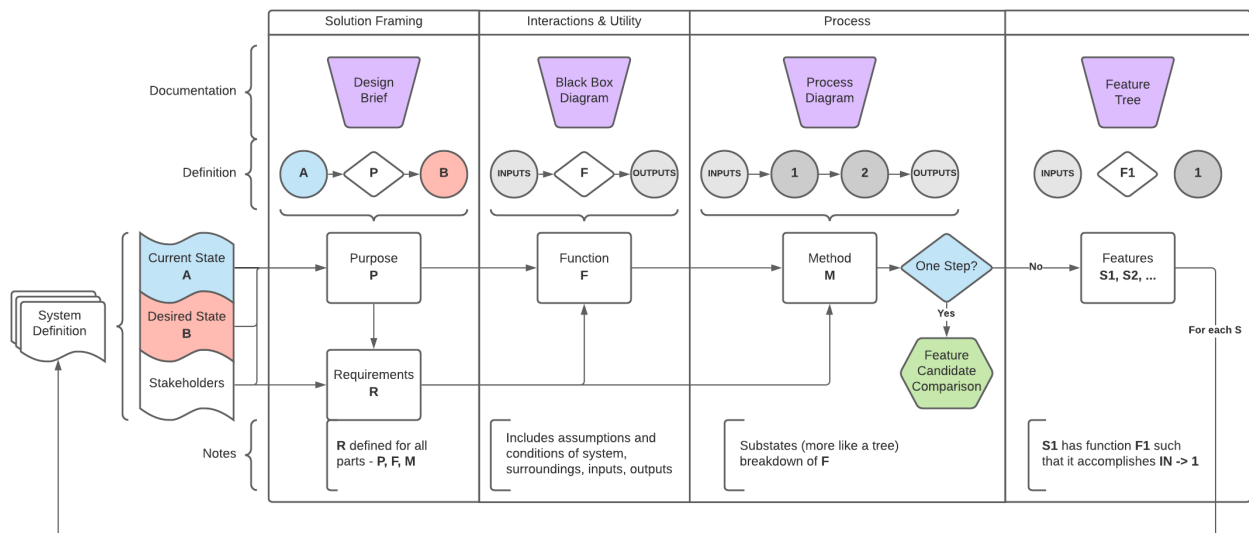 Solution Framing
Interactions & Utility
Process
Documentation
Design
Brief
Black Box
Diagram
Process
Diagram
Feature
Tree
Definition
A
P
B
INPUTS
F
OUTPUTS
INPUTS
1
2
OUTPUTS
INPUTS
F1
1
System
Definition
Current State
A
Desired State
B
Stakeholders
Purpose
P
Function
F
Method
M
One Step?
No
Yes
Features
S1, S2, ...
For each S
Requirements
R
Feature
Candidate
Comparison
Notes
R defined for all
parts - P, F, M
Includes assumptions and
conditions of system,
surroundings, inputs, outputs
Substates (more like a tree)
breakdown of F
S1 has function F1 such
that it accomplishes IN -> 1